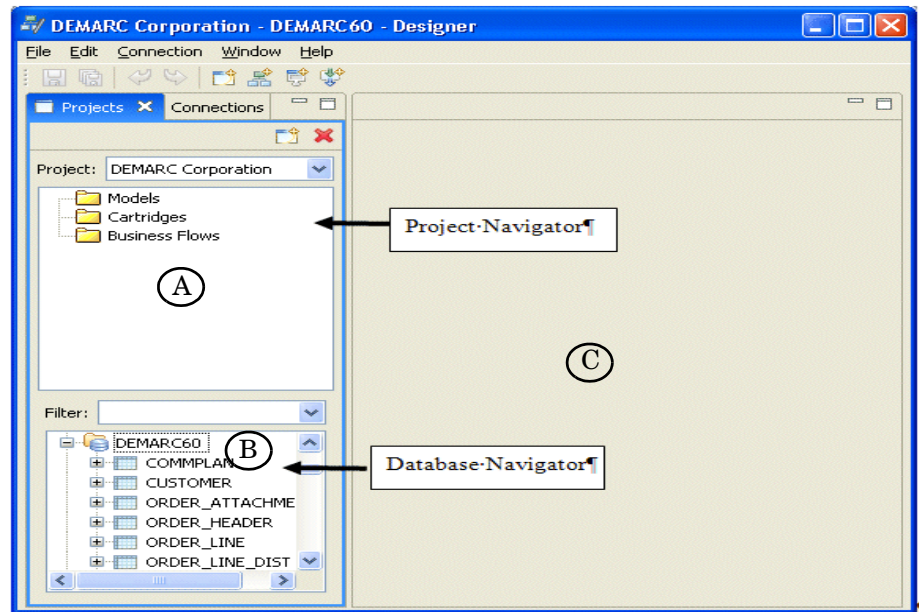 DEMARC Corporation - DEMARC60 - Designer
File Edit Connection Window Help
Projects Connections
Project: DEMARC Corporation
Models
Cartridges
Business Flows
Project·Navigator¶
A
C
Filter:
DEMARC60
B
COMMPLAN
CUSTOMER
ORDER_ATTACHME
ORDER_HEADER
ORDER_LINE
ORDER_LINE_DIST
Database·Navigator¶